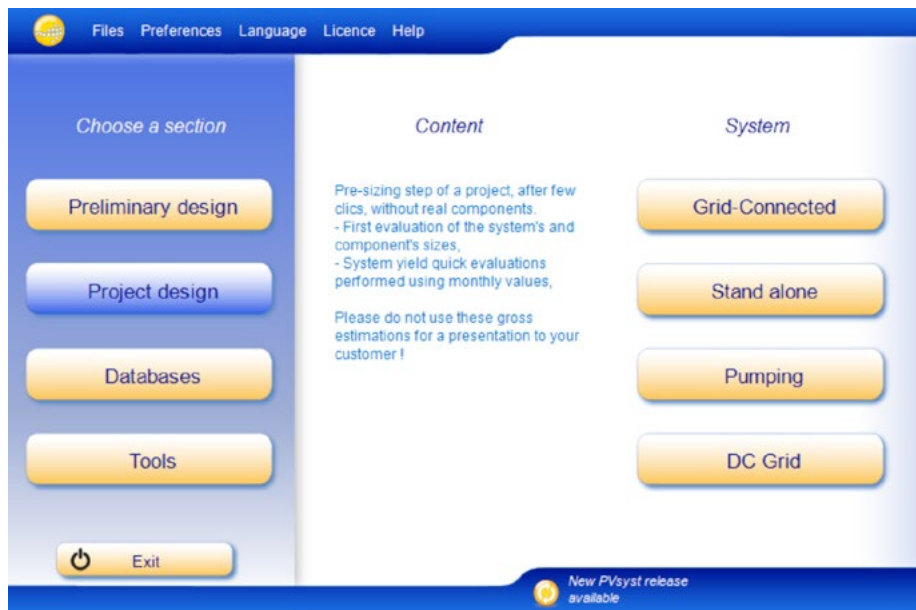 Files Preferences Language Licence Help
Choose a section
Preliminary design
Project design
Databases
Tools
Exit
Content
Pre-sizing step of a project, after few
clics, without real components.
- First evaluation of the system's and
component's sizes,
- System yield quick evaluations
performed using monthly values,
Please do not use these gross
estimations for a presentation to your
customer !
System
Grid-Connected
Stand alone
Pumping
DC Grid
New PVsyst release
available